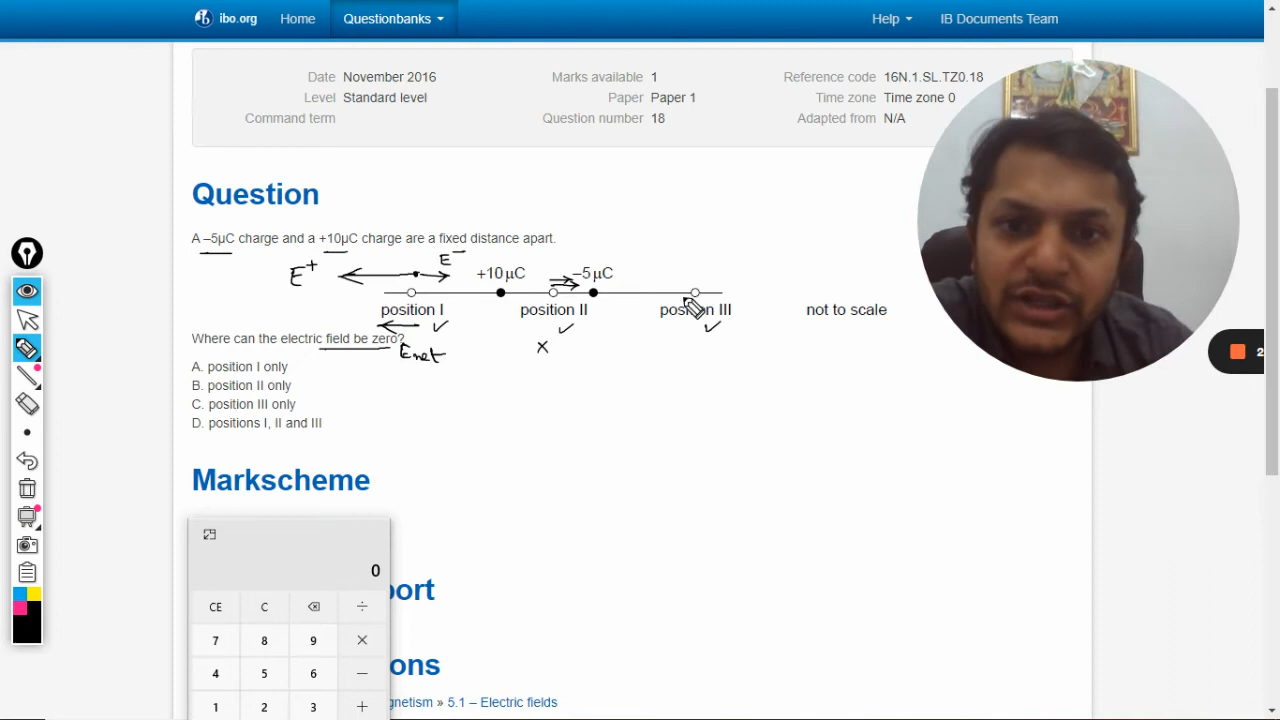 ibo.org Home Questionbanks Help IB Documents Team
Date November 2016 Marks available 1 Reference code 16N.1.SL.TZ0.18
Level Standard level Paper Paper 1 Time zone Time zone 0
Command term Question number 18 Adapted from N/A
Question
A –5μC charge and a +10μC charge are a fixed distance apart.
E+ E– +10 μC –5 μC
position I position II position III not to scale
Where can the electric field be zero?
Enet ×
A. position I only
B. position II only
C. position III only
D. positions I, II and III
Markscheme
0
port
CE C ÷
7 8 9 ×
ons
4 5 6 −
gnetism » 5.1 – Electric fields
1 2 3 +
2